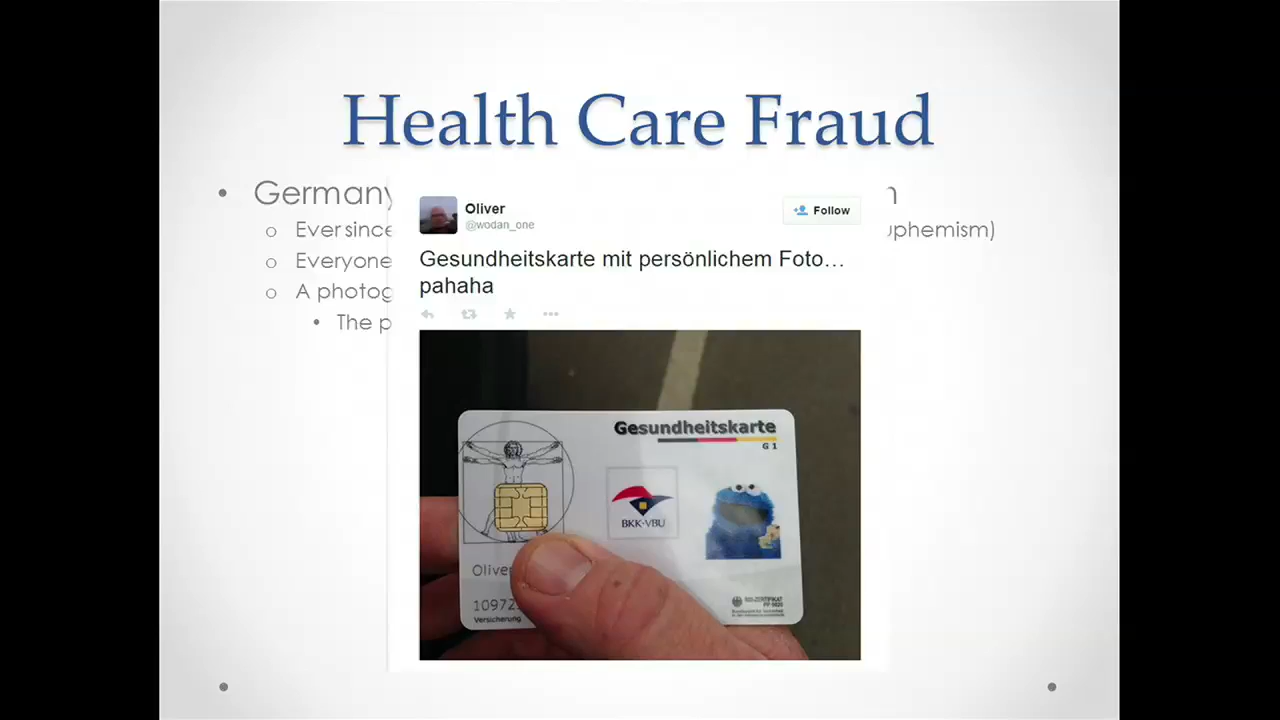 Health Care Fraud
• Germany
o Ever since
uphemism)
o Everyone
o A photog
• The p
Oliver
@wodan_one
Follow
Gesundheitskarte mit persönlichem Foto…
pahaha
Gesundheitskarte
G 1
BKK·VBU
Oliver
10972
Versicherung